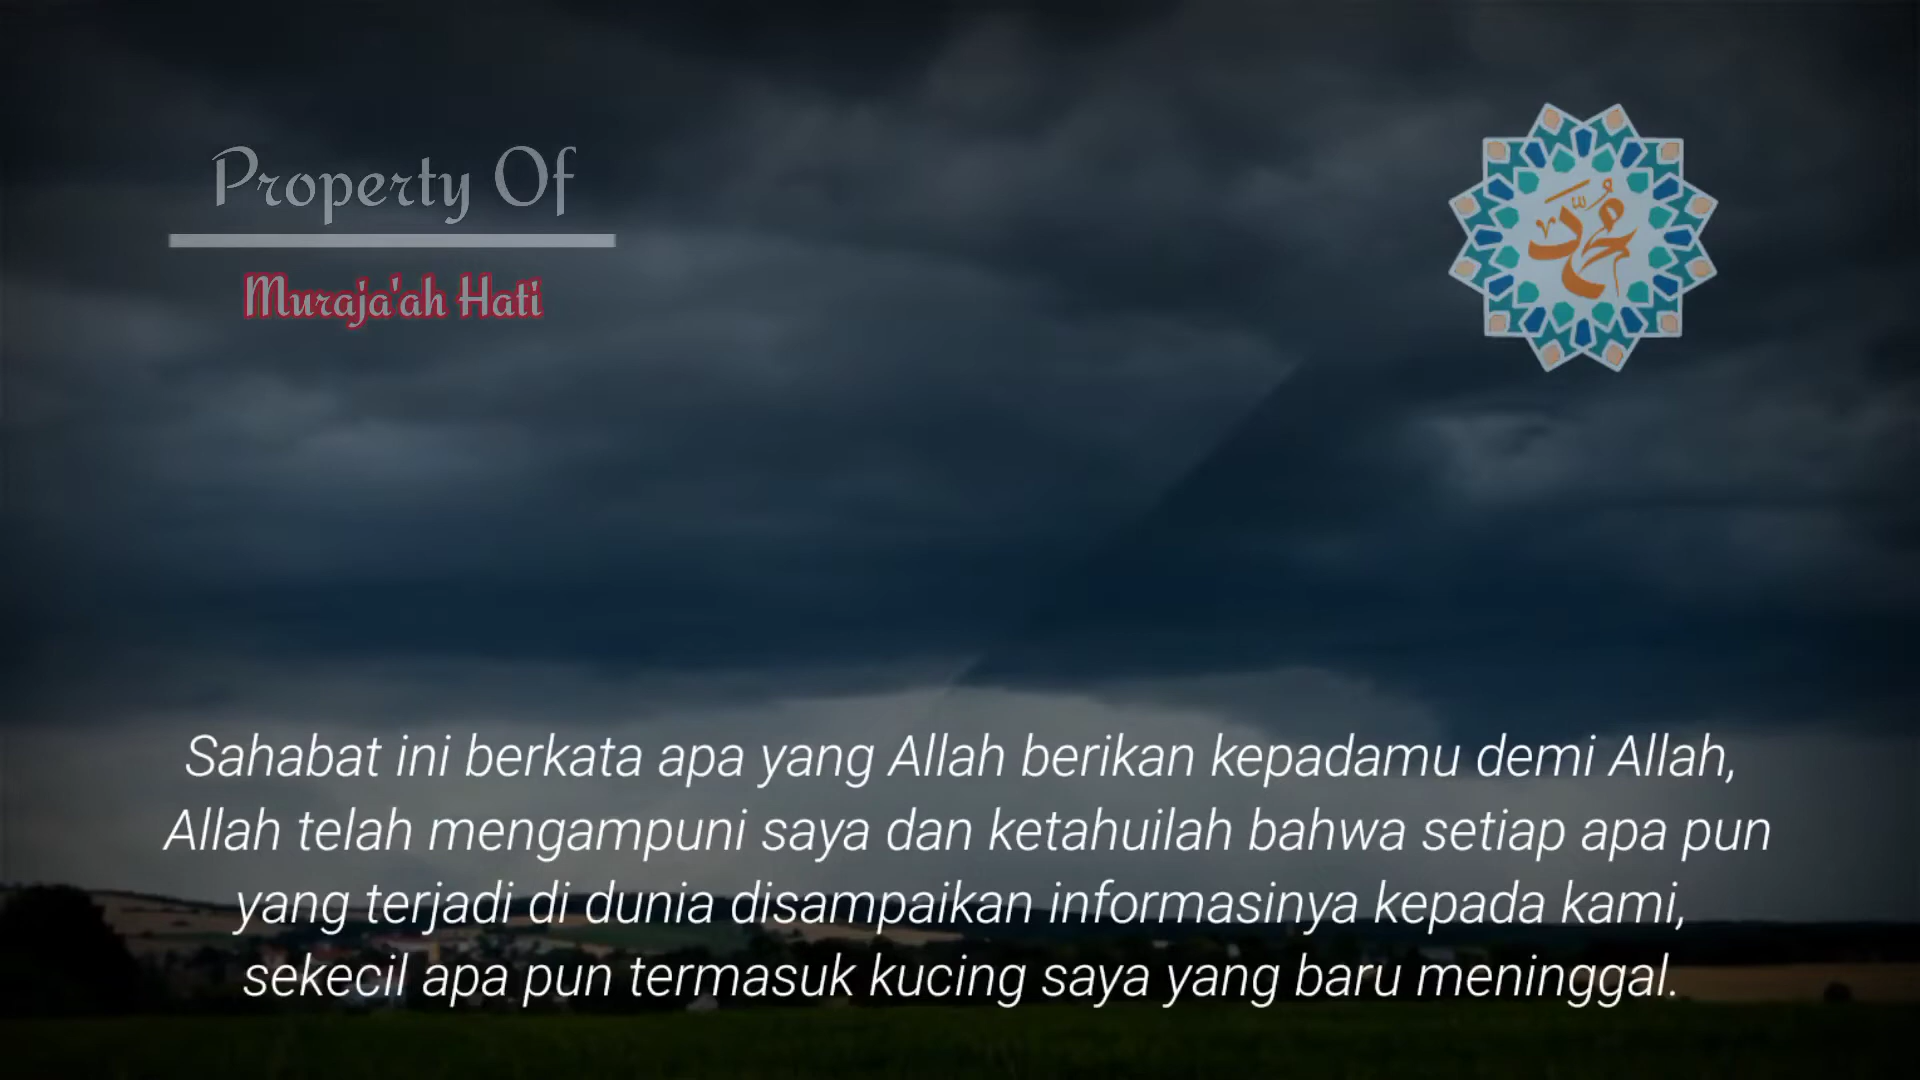 Property Of
Muraja'ah Hati
محمد
Sahabat ini berkata apa yang Allah berikan kepadamu demi Allah,
Allah telah mengampuni saya dan ketahuilah bahwa setiap apa pun
yang terjadi di dunia disampaikan informasinya kepada kami,
sekecil apa pun termasuk kucing saya yang baru meninggal.